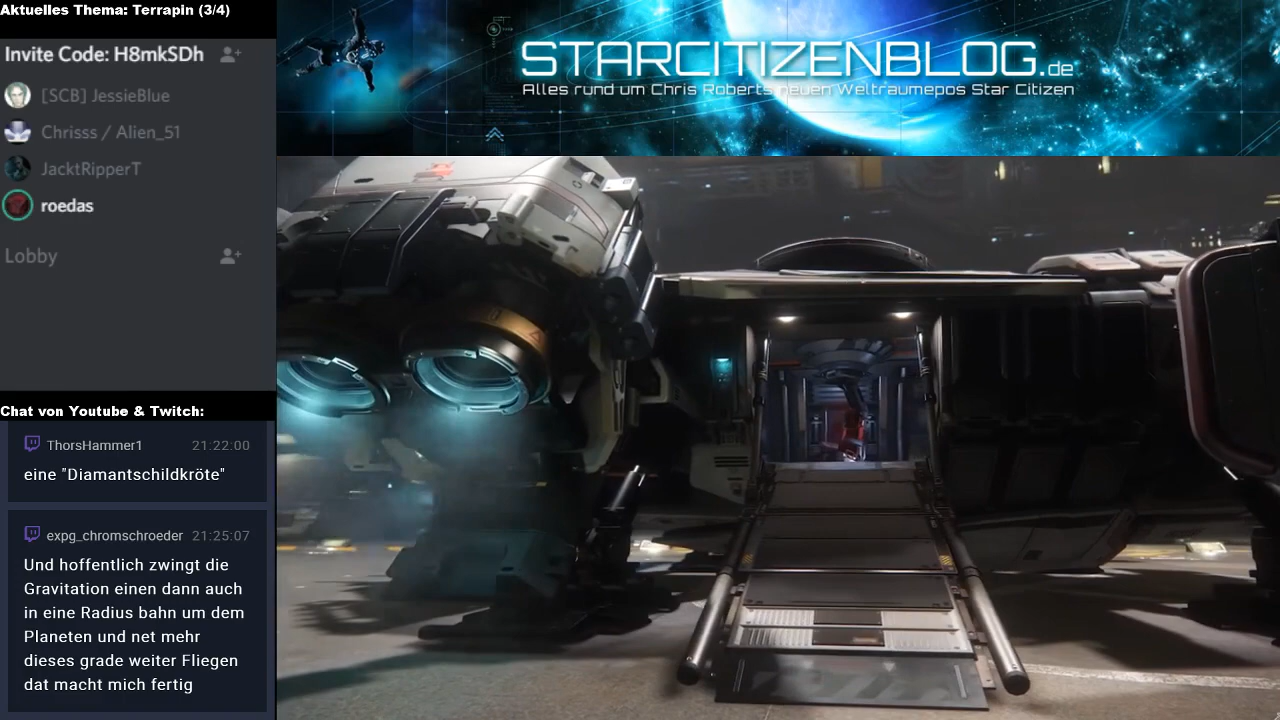 Aktuelles Thema: Terrapin (3/4)
Invite Code: H8mkSDh
[SCB] JessieBlue
Chrisss / Alien_51
JacktRipperT
roedas
Lobby
STARCITIZENBLOG.de
Alles rund um Chris Roberts neuen Weltraumepos Star Citizen
Chat von Youtube & Twitch:
ThorsHammer1 21:22:00
eine "Diamantschildkröte"
expg_chromschroeder 21:25:07
Und hoffentlich zwingt die
Gravitation einen dann auch
in eine Radius bahn um dem
Planeten und net mehr
dieses grade weiter Fliegen
dat macht mich fertig